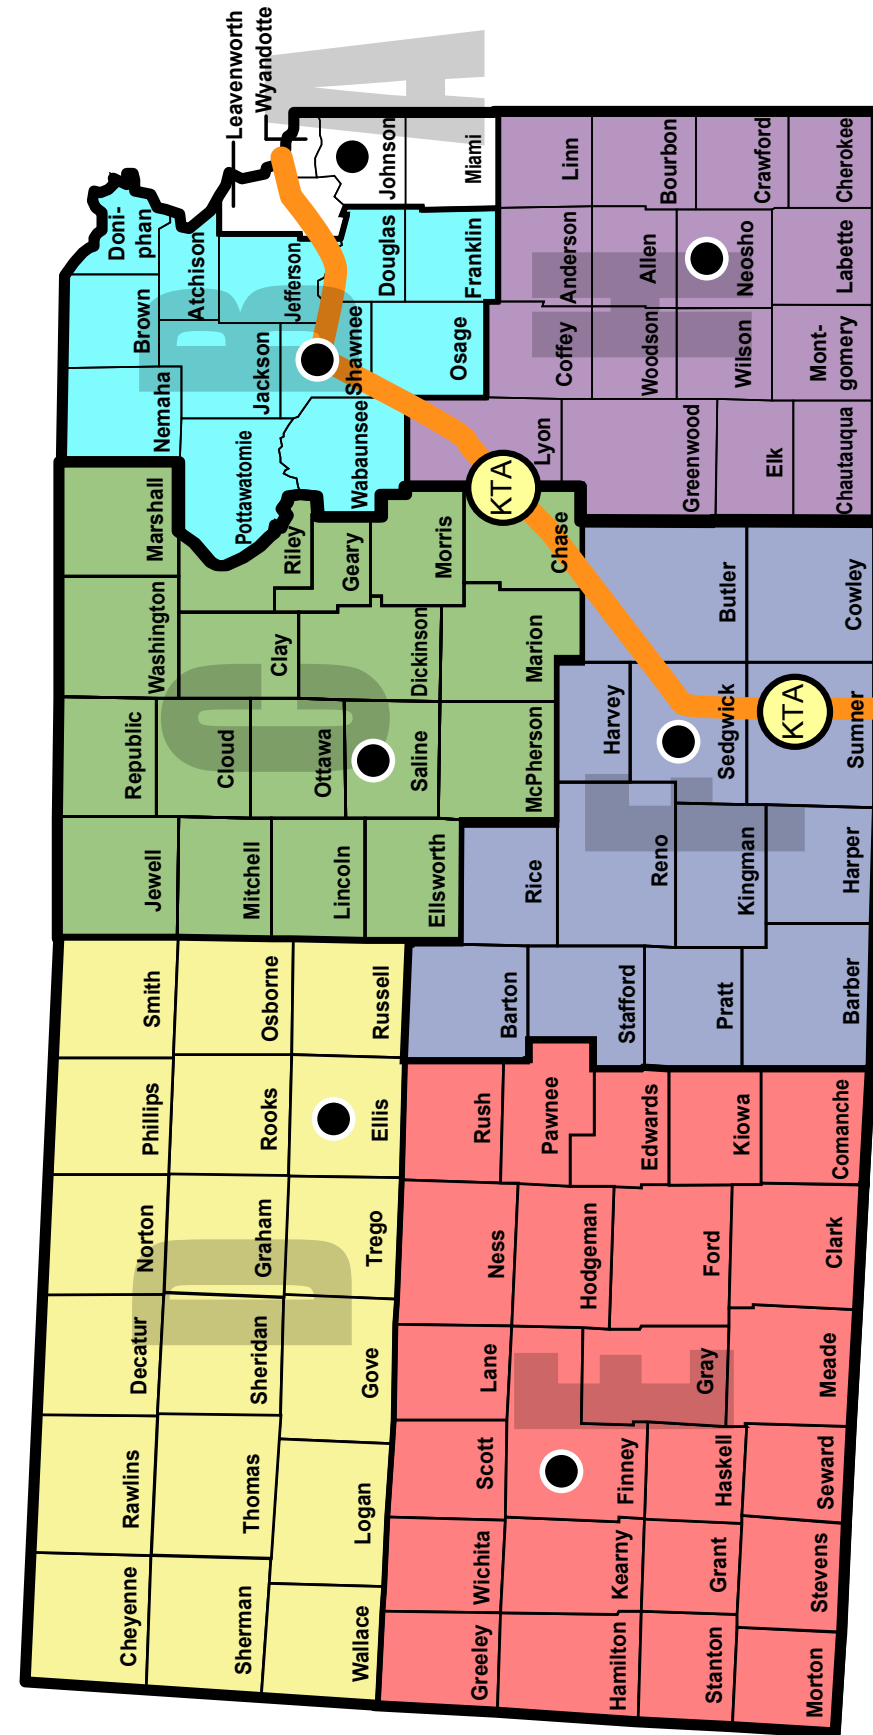 Cheyenne
Rawlins
Decatur
Norton
Phillips
Smith
Jewell
Republic
Washington
Marshall
Nemaha
Brown
Doni-
phan
Sherman
Thomas
Sheridan
Graham
Rooks
Osborne
Mitchell
Cloud
Clay
Riley
Pottawatomie
Jackson
Atchison
Jefferson
Leavenworth
Wyandotte
Wallace
Logan
Gove
Trego
Ellis
Russell
Lincoln
Ottawa
Dickinson
Geary
Wabaunsee
Shawnee
Douglas
Johnson
Greeley
Wichita
Scott
Lane
Ness
Rush
Barton
Ellsworth
Saline
Rice
McPherson
Marion
Morris
Chase
Lyon
Osage
Franklin
Miami
Hamilton
Kearny
Finney
Hodgeman
Pawnee
Edwards
Stafford
Reno
Harvey
Sedgwick
Butler
Greenwood
Coffey
Woodson
Anderson
Allen
Linn
Bourbon
Stanton
Grant
Haskell
Gray
Ford
Kiowa
Pratt
Kingman
Elk
Wilson
Neosho
Crawford
Morton
Stevens
Seward
Meade
Clark
Comanche
Barber
Harper
Sumner
Cowley
Chautauqua
Mont-
gomery
Labette
Cherokee
KTA
KTA
A
B
C
D
E
F
H